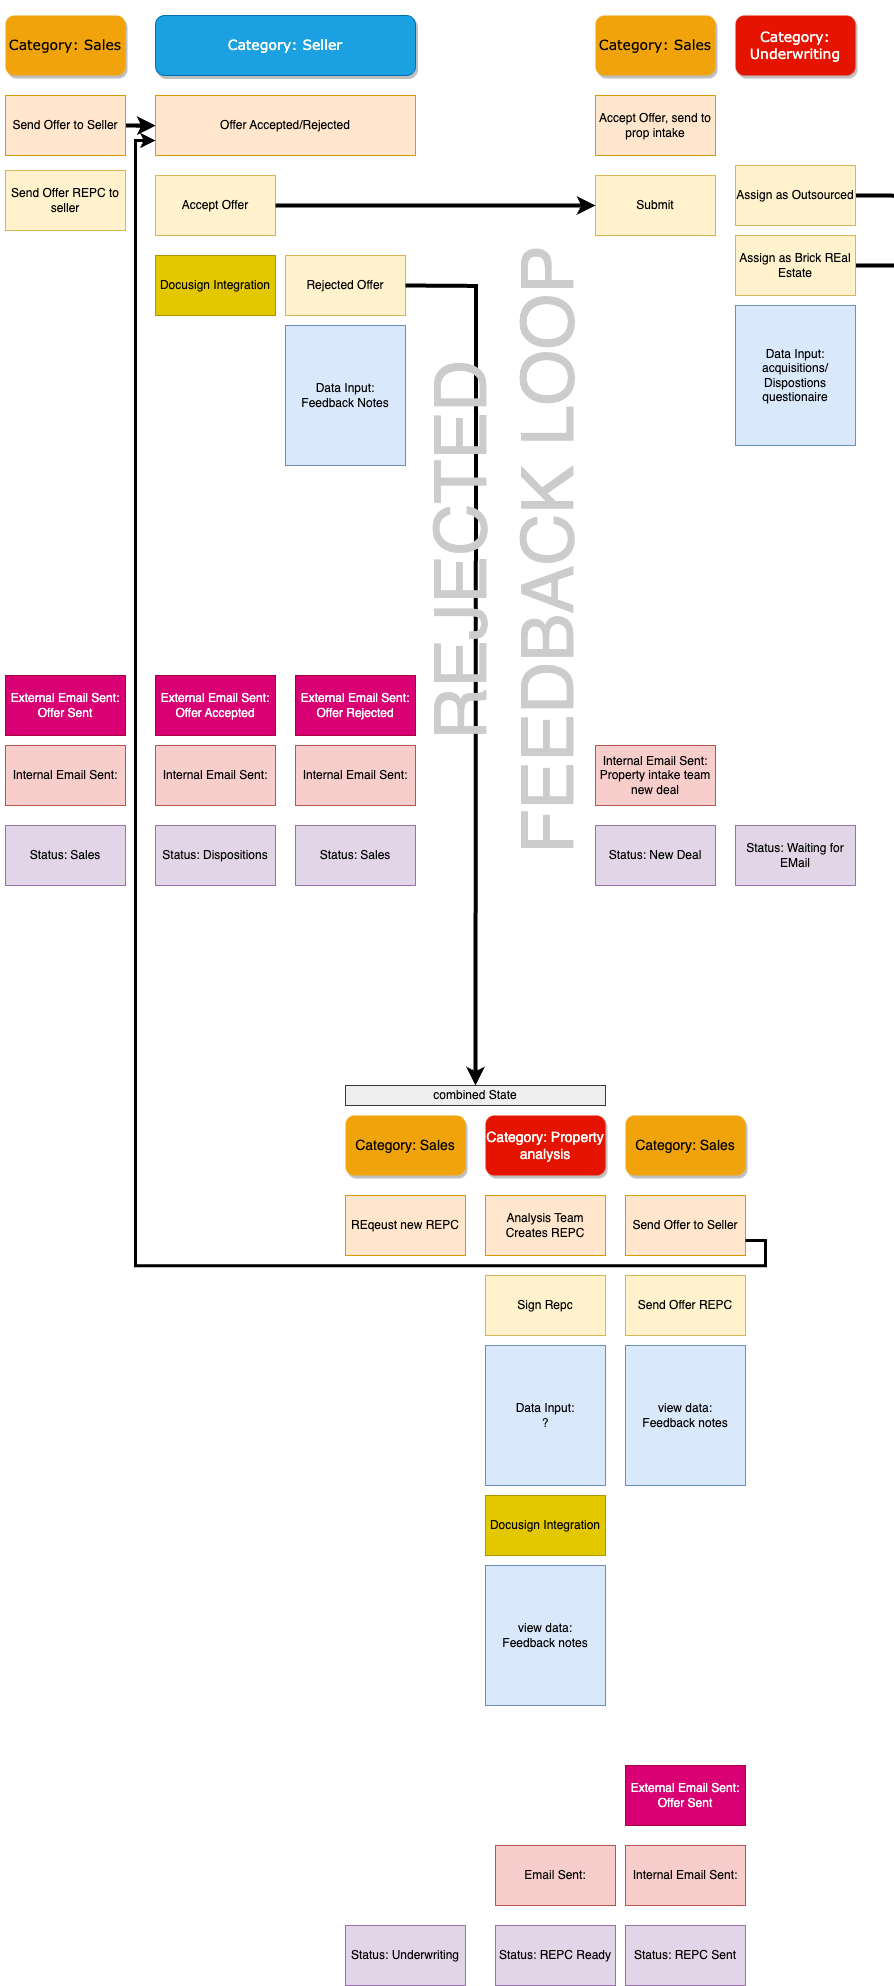 Category: Sales
Category: Seller
Category: Sales
Category:
Underwriting
Send Offer to Seller
Offer Accepted/Rejected
Accept Offer, send to
prop intake
Send Offer REPC to
seller
Accept Offer
Submit
Assign as Outsourced
Assign as Brick REal
Estate
Docusign Integration
Rejected Offer
Data Input:
Feedback Notes
Data Input:
acquisitions/
Dispostions
questionaire
REJECTED
FEEDBACK LOOP
External Email Sent:
Offer Sent
External Email Sent:
Offer Accepted
External Email Sent:
Offer Rejected
Internal Email Sent:
Internal Email Sent:
Internal Email Sent:
Internal Email Sent:
Property intake team
new deal
Status: Sales
Status: Dispositions
Status: Sales
Status: New Deal
Status: Waiting for
EMail
combined State
Category: Sales
Category: Property
analysis
Category: Sales
REqeust new REPC
Analysis Team
Creates REPC
Send Offer to Seller
Sign Repc
Send Offer REPC
Data Input:
?
view data:
Feedback notes
Docusign Integration
view data:
Feedback notes
External Email Sent:
Offer Sent
Email Sent:
Internal Email Sent:
Status: Underwriting
Status: REPC Ready
Status: REPC Sent